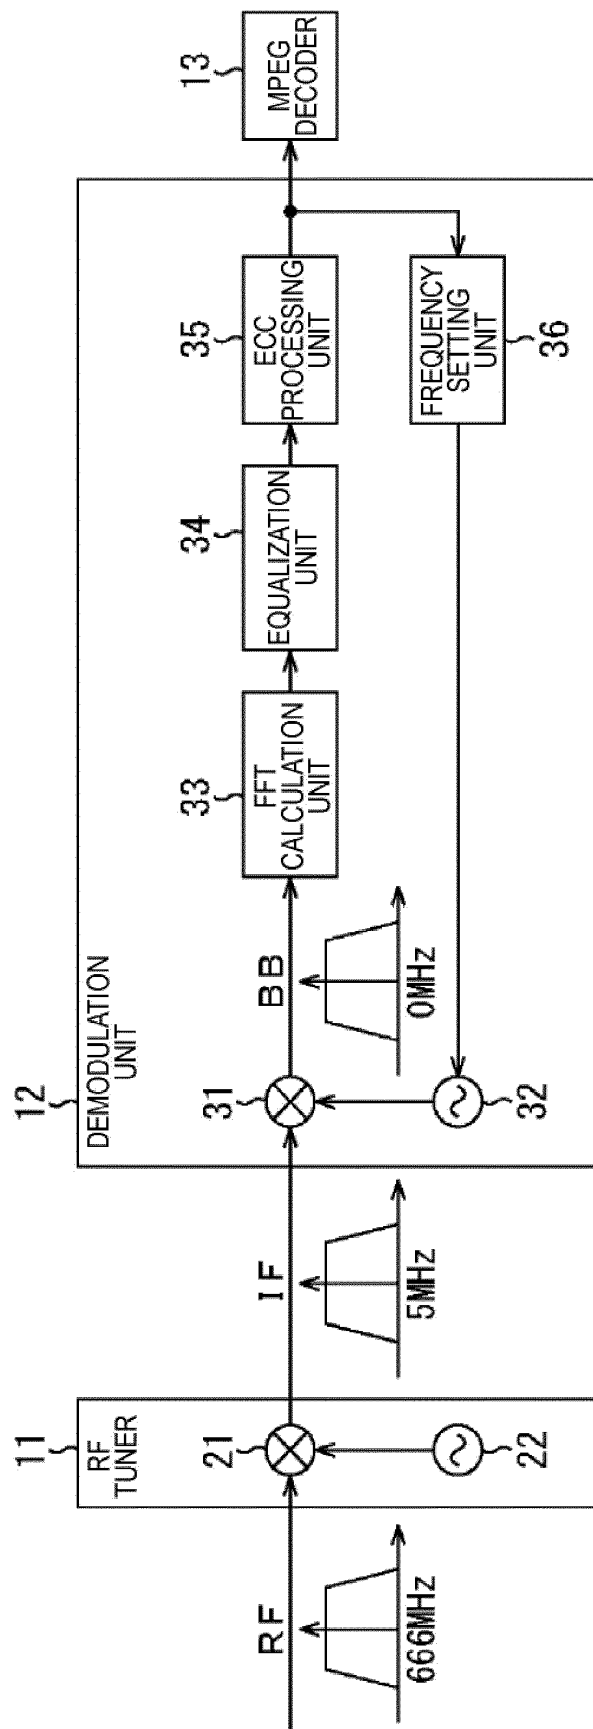 11
RF
TUNER
12
DEMODULATION
UNIT
RF
666MHz
21
22
IF
5MHz
31
32
BB
0MHz
33
FFT
CALCULATION
UNIT
34
EQUALIZATION
UNIT
35
ECC
PROCESSING
UNIT
FREQUENCY
SETTING
UNIT
36
13
MPEG
DECODER